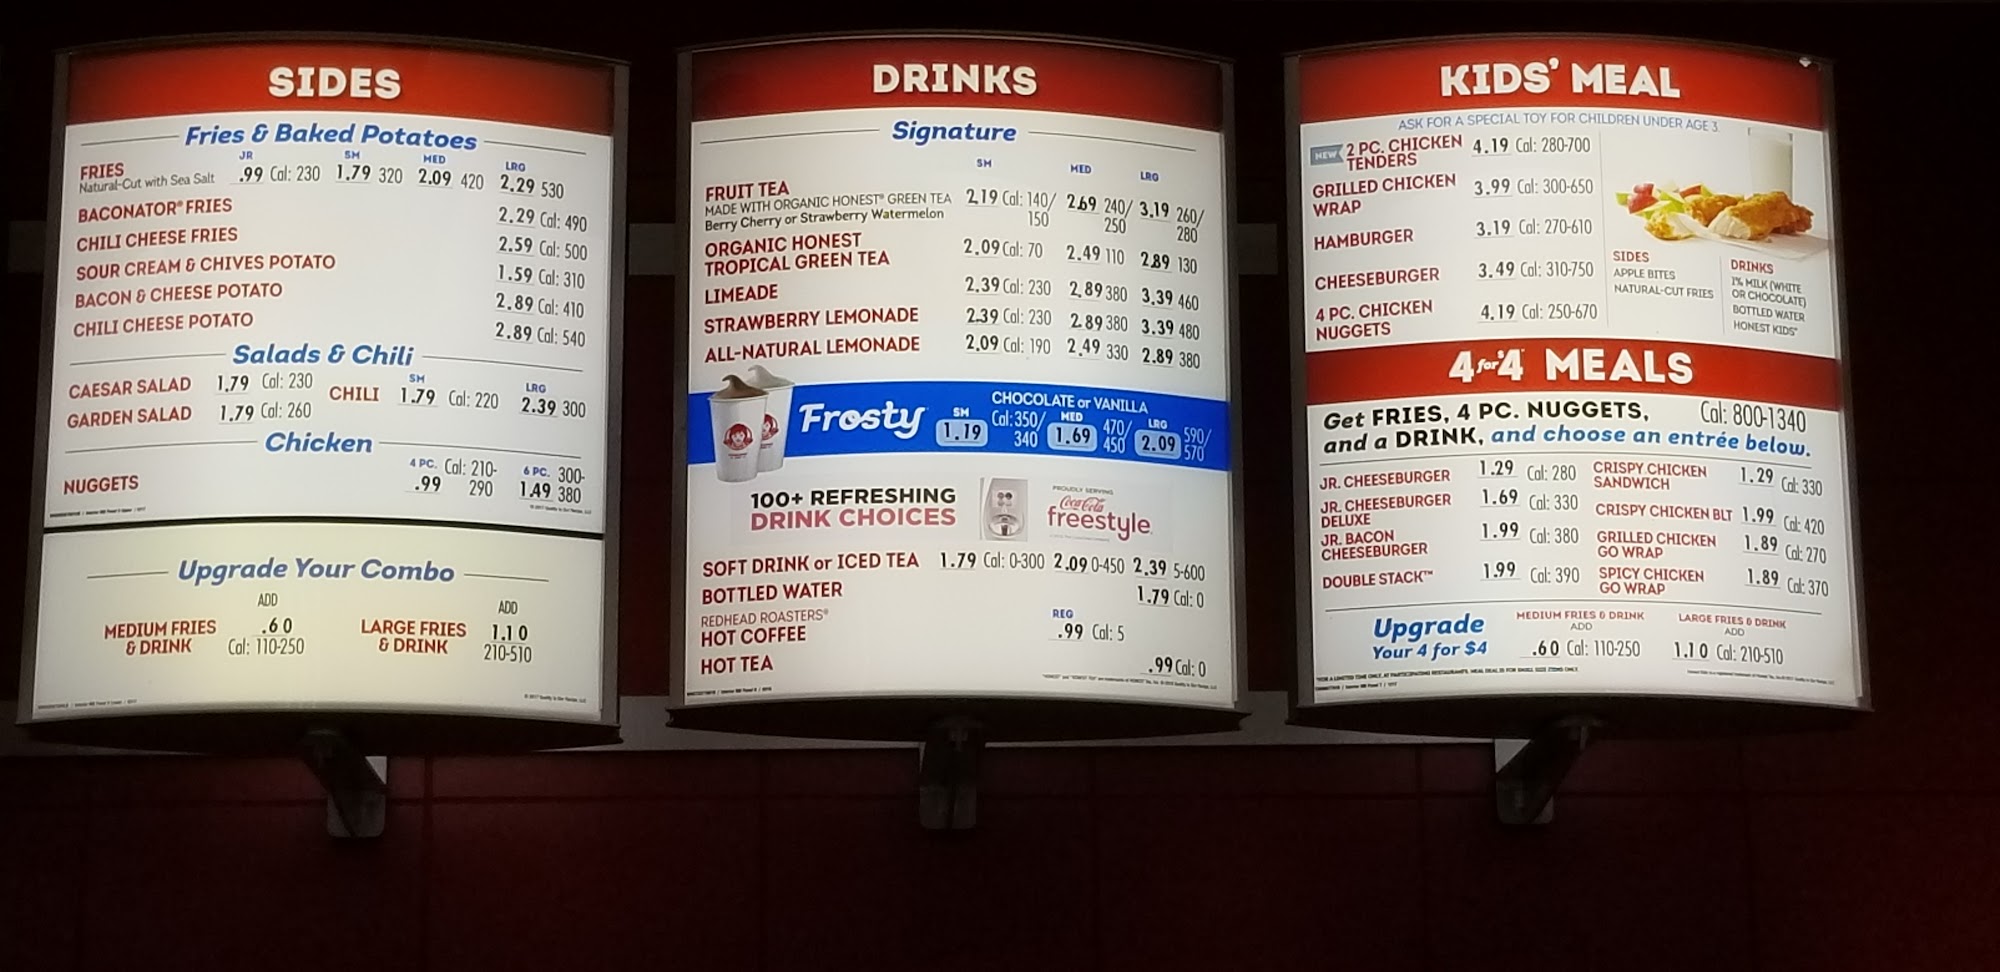 SIDES
Fries & Baked Potatoes
JR SM MED LRG
FRIES .99 Cal: 230 1.79 320 2.09 420 2.29 530
Natural-Cut with Sea Salt
BACONATOR® FRIES 2.29 Cal: 490
CHILI CHEESE FRIES 2.59 Cal: 500
SOUR CREAM & CHIVES POTATO 1.59 Cal: 310
BACON & CHEESE POTATO 2.89 Cal: 410
CHILI CHEESE POTATO 2.89 Cal: 540
Salads & Chili
SM LRG
CAESAR SALAD 1.79 Cal: 230 CHILI 1.79 Cal: 220 2.39 300
GARDEN SALAD 1.79 Cal: 260
Chicken
4 PC. Cal: 210- 6 PC. 300-
NUGGETS .99 290 1.49 380
Upgrade Your Combo
ADD ADD
MEDIUM FRIES .60 LARGE FRIES 1.10
& DRINK Cal: 110-250 & DRINK 210-510
DRINKS
Signature
SM MED LRG
FRUIT TEA
MADE WITH ORGANIC HONEST® GREEN TEA 2.19 Cal: 140/ 2.69 240/ 3.19 260/
Berry Cherry or Strawberry Watermelon 150 250 280
ORGANIC HONEST
TROPICAL GREEN TEA 2.09 Cal: 70 2.49 110 2.89 130
LIMEADE 2.39 Cal: 230 2.89 380 3.39 460
STRAWBERRY LEMONADE 2.39 Cal: 230 2.89 380 3.39 480
ALL-NATURAL LEMONADE 2.09 Cal: 190 2.49 330 2.89 380
CHOCOLATE or VANILLA
Frosty SM Cal: 350/ MED 470/ LRG 590/
1.19 340 1.69 450 2.09 570
100+ REFRESHING
DRINK CHOICES
PROUDLY SERVING
Coca-Cola
freestyle
SOFT DRINK or ICED TEA 1.79 Cal: 0-300 2.09 0-450 2.39 5-600
BOTTLED WATER 1.79 Cal: 0
REDHEAD ROASTERS® REG
HOT COFFEE .99 Cal: 5
HOT TEA .99 Cal: 0
KIDS' MEAL
ASK FOR A SPECIAL TOY FOR CHILDREN UNDER AGE 3.
NEW 2 PC. CHICKEN 4.19 Cal: 280-700
TENDERS
GRILLED CHICKEN 3.99 Cal: 300-650
WRAP
HAMBURGER 3.19 Cal: 270-610
CHEESEBURGER 3.49 Cal: 310-750
4 PC. CHICKEN 4.19 Cal: 250-670
NUGGETS
SIDES
APPLE BITES
NATURAL-CUT FRIES
DRINKS
1% MILK (WHITE
OR CHOCOLATE)
BOTTLED WATER
HONEST KIDS®
4 for $4 MEALS
Get FRIES, 4 PC. NUGGETS, Cal: 800-1340
and a DRINK, and choose an entrée below.
JR. CHEESEBURGER 1.29 Cal: 280
JR. CHEESEBURGER 1.69 Cal: 330
DELUXE
JR. BACON 1.99 Cal: 380
CHEESEBURGER
DOUBLE STACK™ 1.99 Cal: 390
CRISPY CHICKEN 1.29 Cal: 330
SANDWICH
CRISPY CHICKEN BLT 1.99 Cal: 420
GRILLED CHICKEN 1.89 Cal: 270
GO WRAP
SPICY CHICKEN 1.89 Cal: 370
GO WRAP
Upgrade MEDIUM FRIES & DRINK LARGE FRIES & DRINK
ADD ADD
Your 4 for $4 .60 Cal: 110-250 1.10 Cal: 210-510